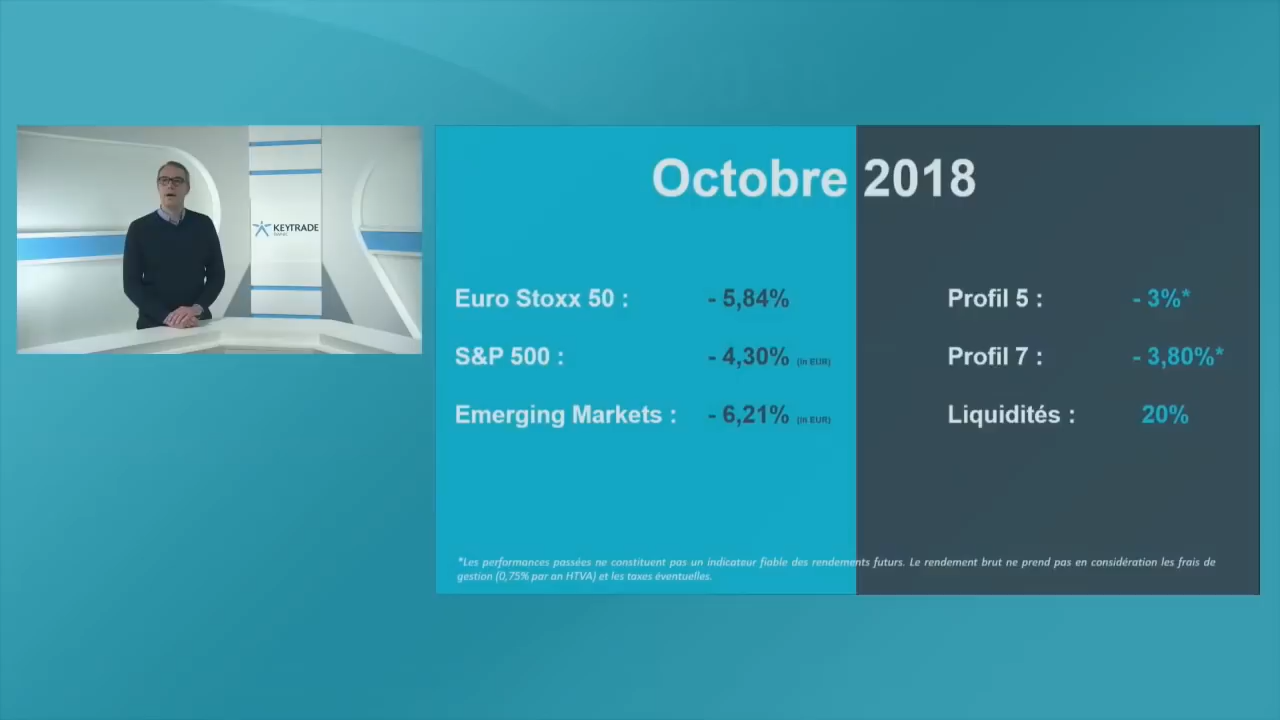 Octobre 2018
Euro Stoxx 50 : - 5,84%
S&P 500 : - 4,30% (in EUR)
Emerging Markets : - 6,21% (in EUR)
Profil 5 : - 3%*
Profil 7 : - 3,80%*
Liquidités : 20%
*Les performances passées ne constituent pas un indicateur fiable des rendements futurs. Le rendement brut ne prend pas en considération les frais de
gestion (0,75% par an HTVA) et les taxes éventuelles.
KEYTRADE
BANK